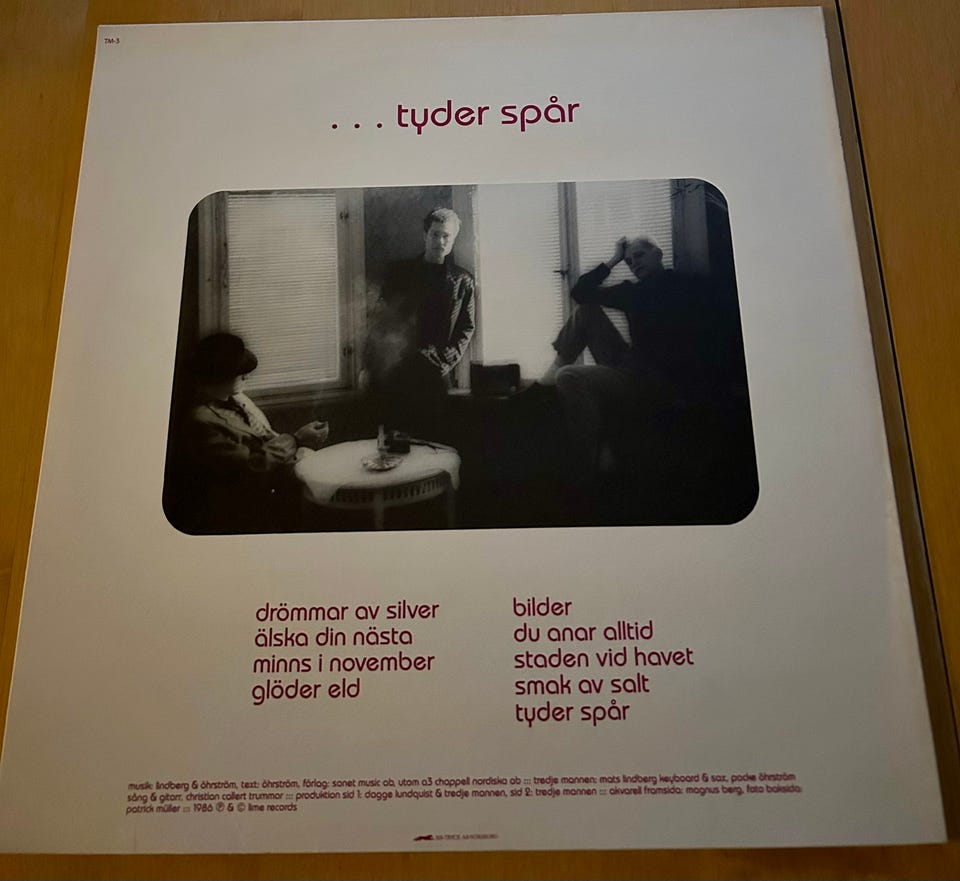 TM-3
. . . tyder spår
drömmar av silver
älska din nästa
minns i november
glöder eld
bilder
du anar alltid
staden vid havet
smak av salt
tyder spår
musik: lindberg & öhrström, text: öhrström, förlag: sonet music ab, utom a3 chappell nordiska ab ::: tredje mannen: mats lindberg keyboard & sax, pocke öhrström
sång & gitarr, christian collert trummor ::: produktion sid 1: dagge lundquist & tredje mannen, sid 2: tredje mannen ::: akvarell framsida: magnus berg, foto baksida:
patrick müller ::: 1986 ℗ & © lime records